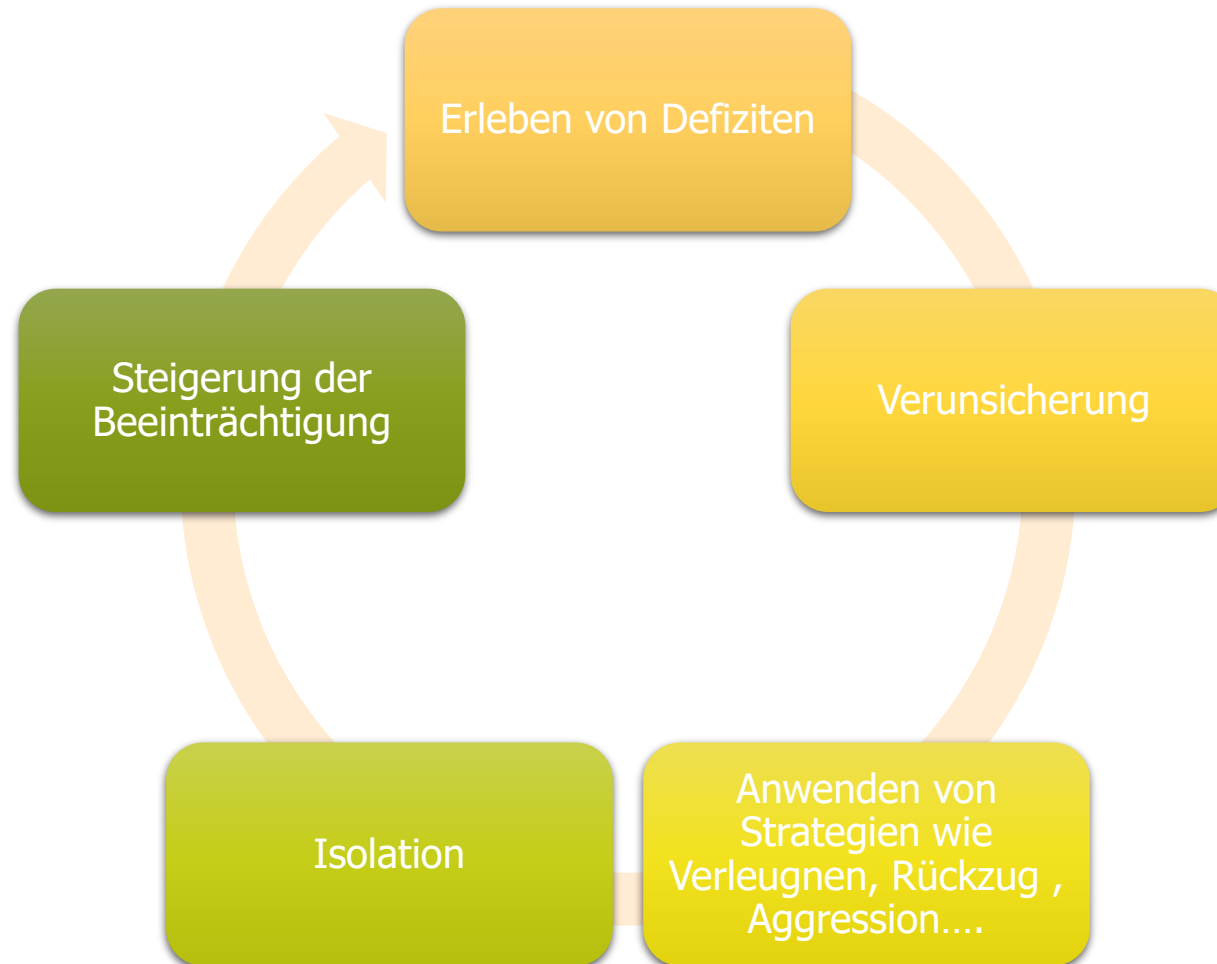 Erleben von Defiziten
Verunsicherung
Anwenden von
Strategien wie
Verleugnen, Rückzug ,
Aggression….
Isolation
Steigerung der
Beeinträchtigung